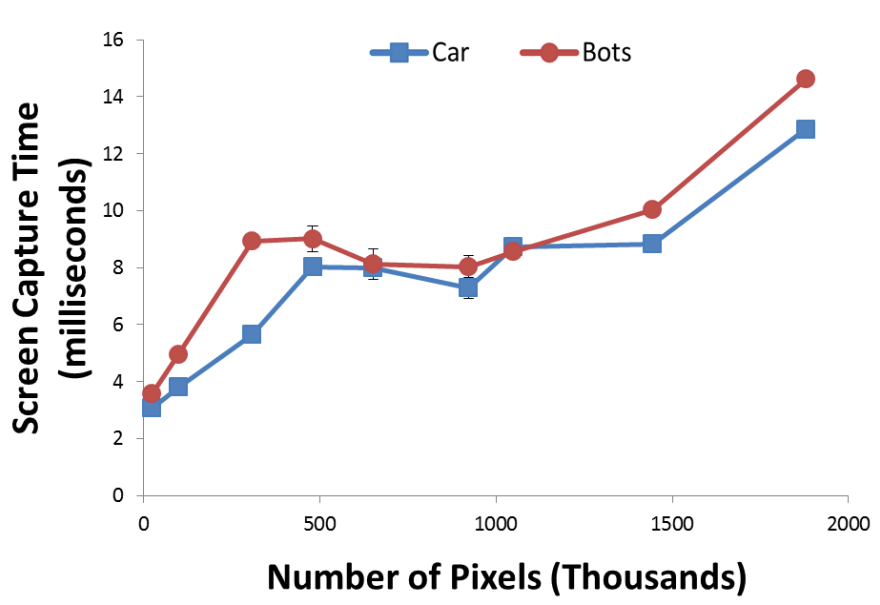 Car
Bots
Screen Capture Time
(milliseconds)
16
14
12
10
8
6
4
2
0
0 500 1000 1500 2000
Number of Pixels (Thousands)